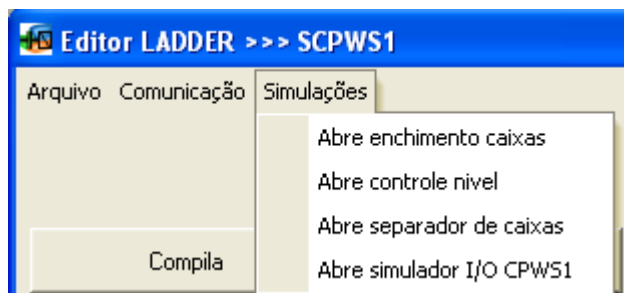 Editor LADDER >>> SCPWS1
Arquivo Comunicação Simulações
Abre enchimento caixas
Abre controle nivel
Abre separador de caixas
Compila
Abre simulador I/O CPWS1